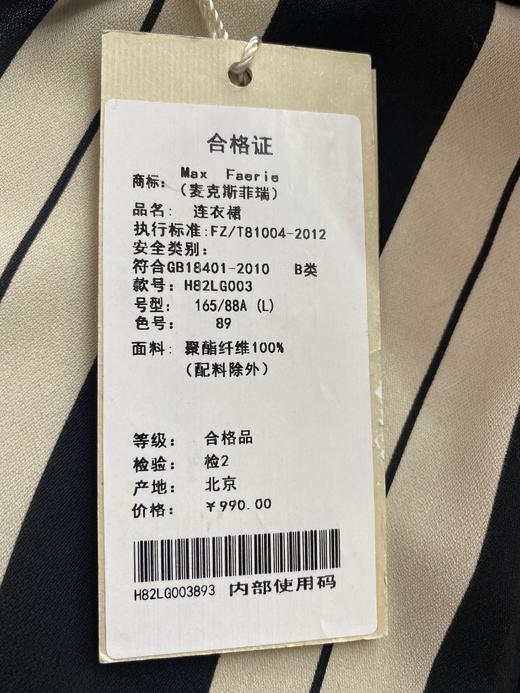 合格证
商标: Max Faerie
(麦克斯菲瑞)
品名: 连衣裙
执行标准:FZ/T81004-2012
安全类别:
符合GB18401-2010 B类
款号: H82LG003
号型: 165/88A (L)
色号: 89
面料: 聚酯纤维100%
(配料除外)
等级: 合格品
检验: 检2
产地: 北京
价格: ￥990.00
H82LG003893 内部使用码